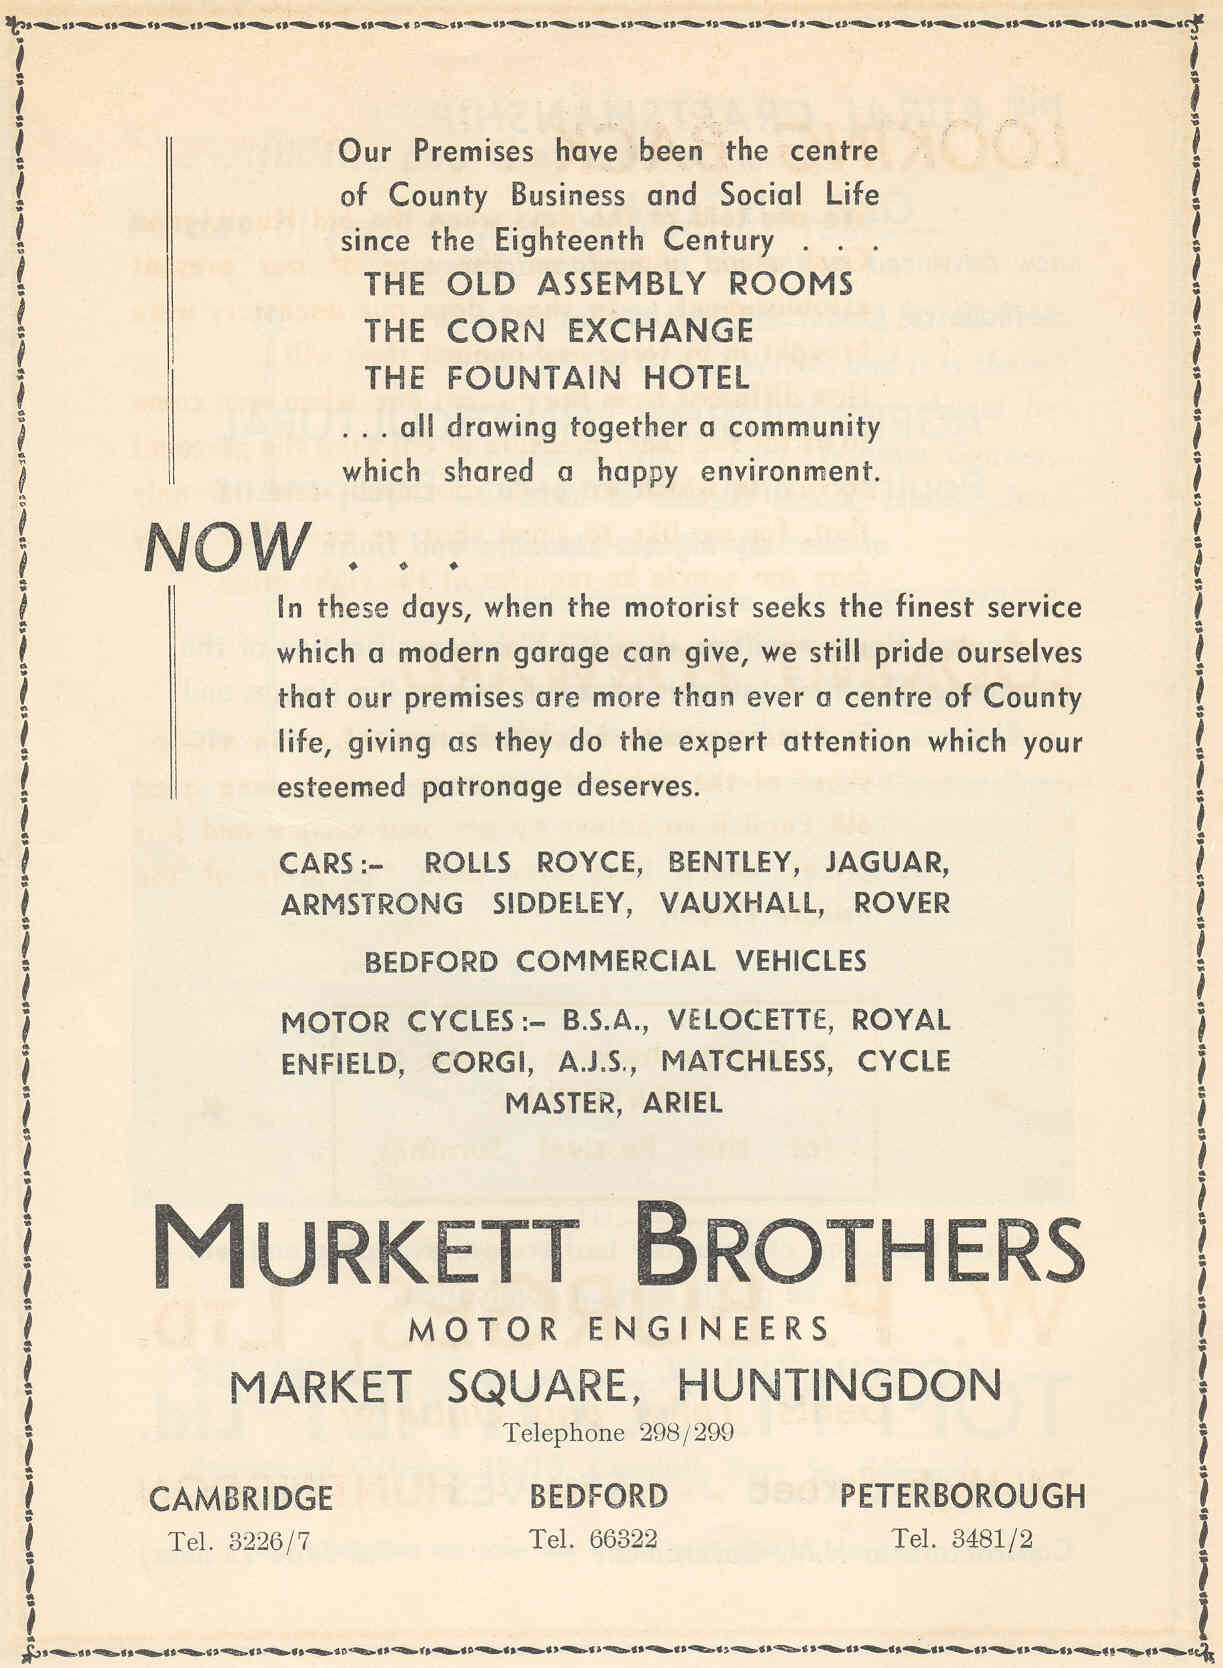 Our Premises have been the centre
of County Business and Social Life
since the Eighteenth Century . . .
THE OLD ASSEMBLY ROOMS
THE CORN EXCHANGE
THE FOUNTAIN HOTEL
. . . all drawing together a community
which shared a happy environment.
NOW . . .
In these days, when the motorist seeks the finest service
which a modern garage can give, we still pride ourselves
that our premises are more than ever a centre of County
life, giving as they do the expert attention which your
esteemed patronage deserves.
CARS :– ROLLS ROYCE, BENTLEY, JAGUAR,
ARMSTRONG SIDDELEY, VAUXHALL, ROVER
BEDFORD COMMERCIAL VEHICLES
MOTOR CYCLES :– B.S.A., VELOCETTE, ROYAL
ENFIELD, CORGI, A.J.S., MATCHLESS, CYCLE
MASTER, ARIEL
MURKETT BROTHERS
MOTOR ENGINEERS
MARKET SQUARE, HUNTINGDON
Telephone 298/299
CAMBRIDGE BEDFORD PETERBOROUGH
Tel. 3226/7 Tel. 66322 Tel. 3481/2